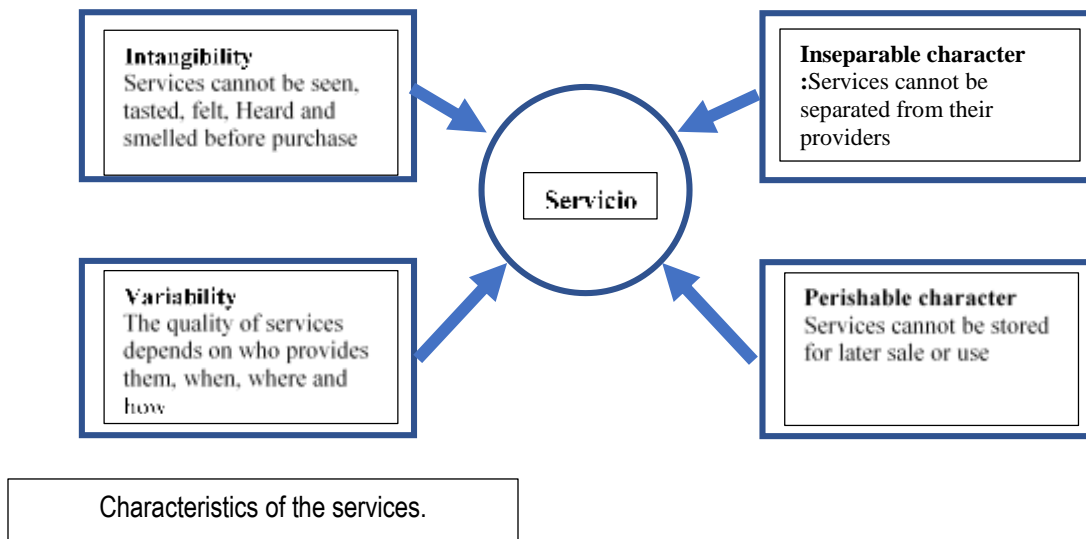 Intangibility
Services cannot be seen,
tasted, felt, Heard and
smelled before purchase
Inseparable character
:Services cannot be
separated from their
providers
Servicio
Variability
The quality of services
depends on who provides
them, when, where and
how
Perishable character
Services cannot be stored
for later sale or use
Characteristics of the services.